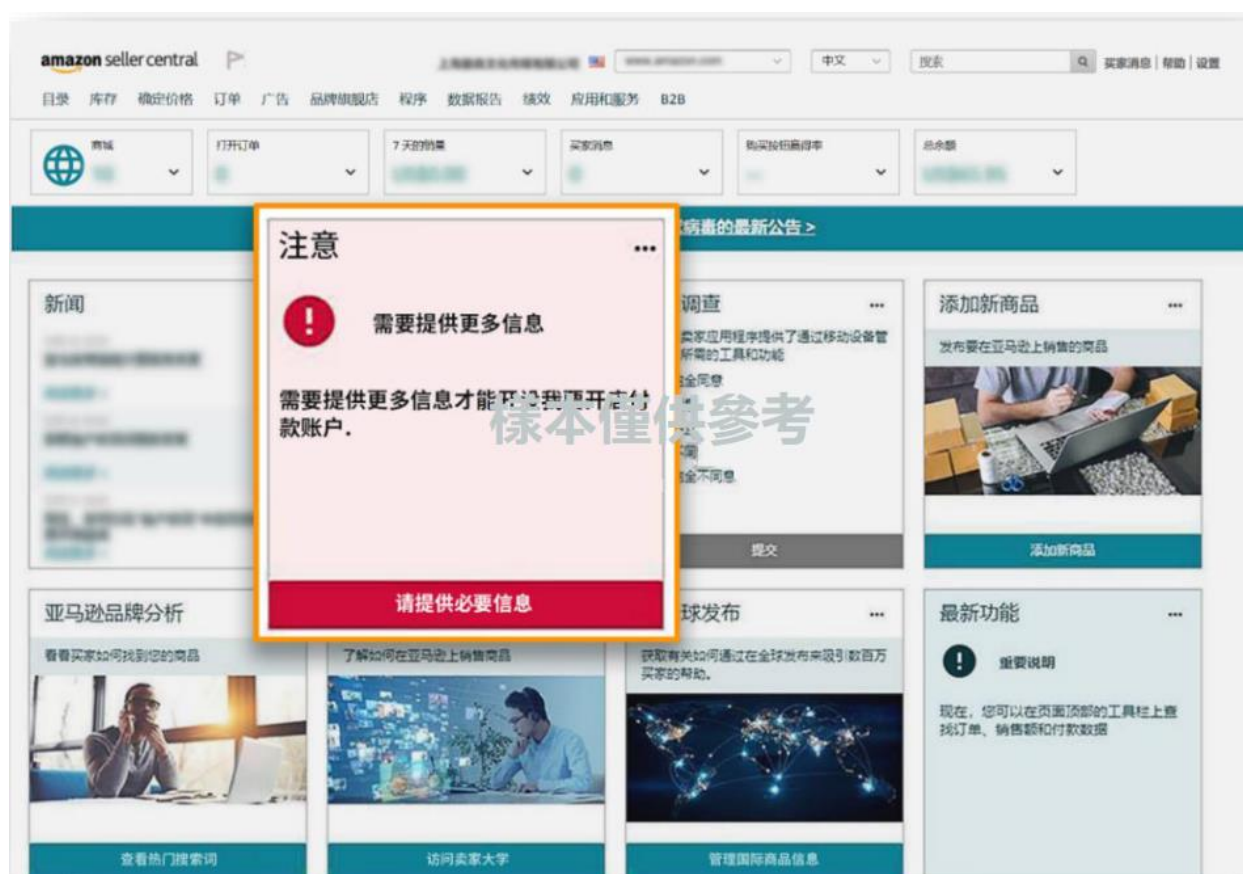 amazon seller central
中文
搜索
买家消息 | 帮助 | 设置
目录 库存 确定价格 订单 广告 品牌旗舰店 程序 数据报告 绩效 应用和服务 B2B
商城
打开订单
7 天的销量
买家消息
购买按钮赢得率
总余额
病毒的最新公告 >
注意
需要提供更多信息
需要提供更多信息才能开设我要开店付
款账户.
请提供必要信息
樣本僅供參考
新闻
调查
卖家应用程序提供了通过移动设备管
所需的工具和功能
全同意
不同
全不同意
提交
添加新商品
发布要在亚马逊上销售的商品
添加新商品
亚马逊品牌分析
看看买家如何找到您的商品
查看热门搜索词
了解如何在亚马逊上销售商品
访问卖家大学
球发布
获取有关如何通过在全球发布来吸引数百万
买家的帮助。
管理国际商品信息
最新功能
重要说明
现在，您可以在页面顶部的工具栏上查
找订单、销售额和付款数据